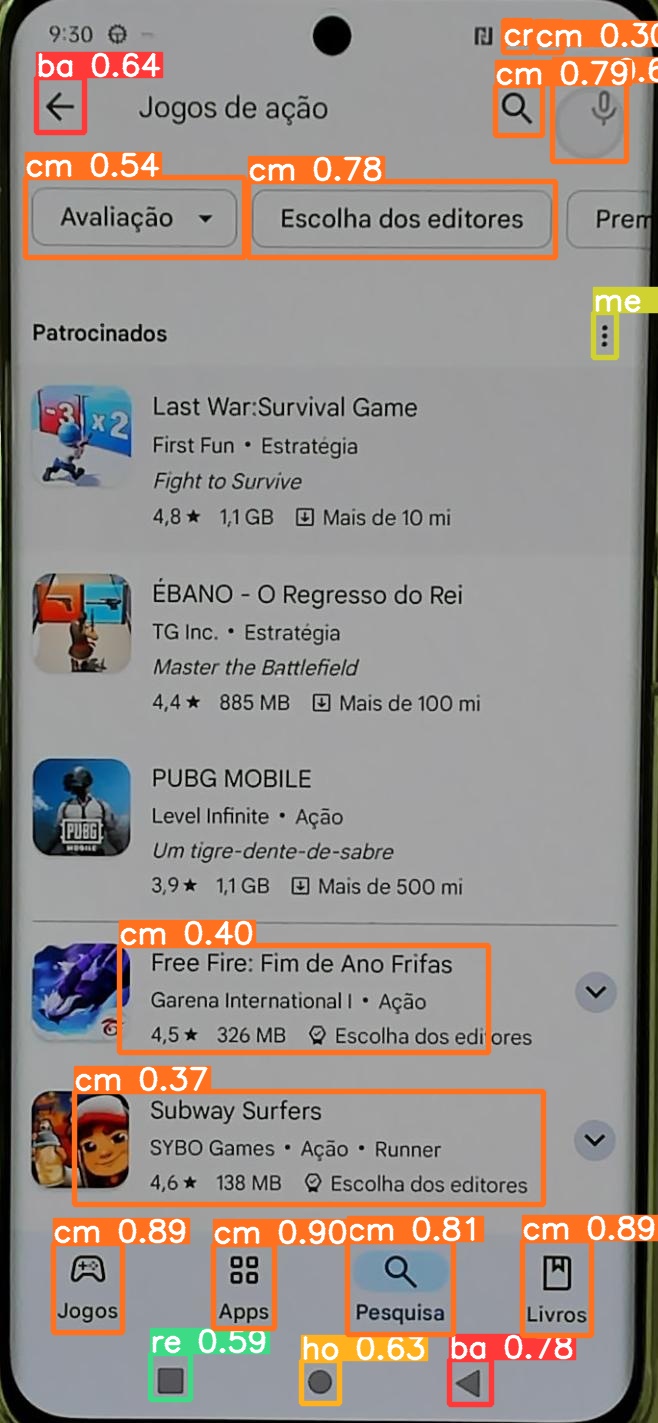 9:30
cr cm 0.30
ba 0.64
cm 0.79
Jogos de ação
cm 0.54
cm 0.78
Avaliação
Escolha dos editores
Prem
me
Patrocinados
-3 x2
Last War:Survival Game
First Fun • Estratégia
Fight to Survive
4,8★ 1,1 GB Mais de 10 mi
ÉBANO - O Regresso do Rei
TG Inc. • Estratégia
Master the Battlefield
4,4★ 885 MB Mais de 100 mi
PUBG MOBILE
Level Infinite • Ação
PUBG
MOBILE
Um tigre-dente-de-sabre
3,9★ 1,1 GB Mais de 500 mi
cm 0.40
Free Fire: Fim de Ano Frifas
Garena International I • Ação
4,5★ 326 MB Escolha dos editores
cm 0.37
Subway Surfers
SYBO Games • Ação • Runner
4,6★ 138 MB Escolha dos editores
cm 0.89
cm 0.90
cm 0.81
cm 0.89
Jogos
Apps
Pesquisa
Livros
re 0.59
ho 0.63
ba 0.78